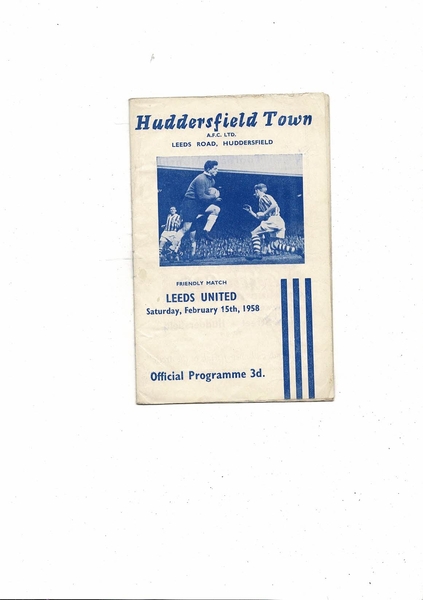 Huddersfield Town
A.F.C. LTD.
LEEDS ROAD, HUDDERSFIELD
FRIENDLY MATCH
LEEDS UNITED
Saturday, February 15th, 1958
Official Programme 3d.